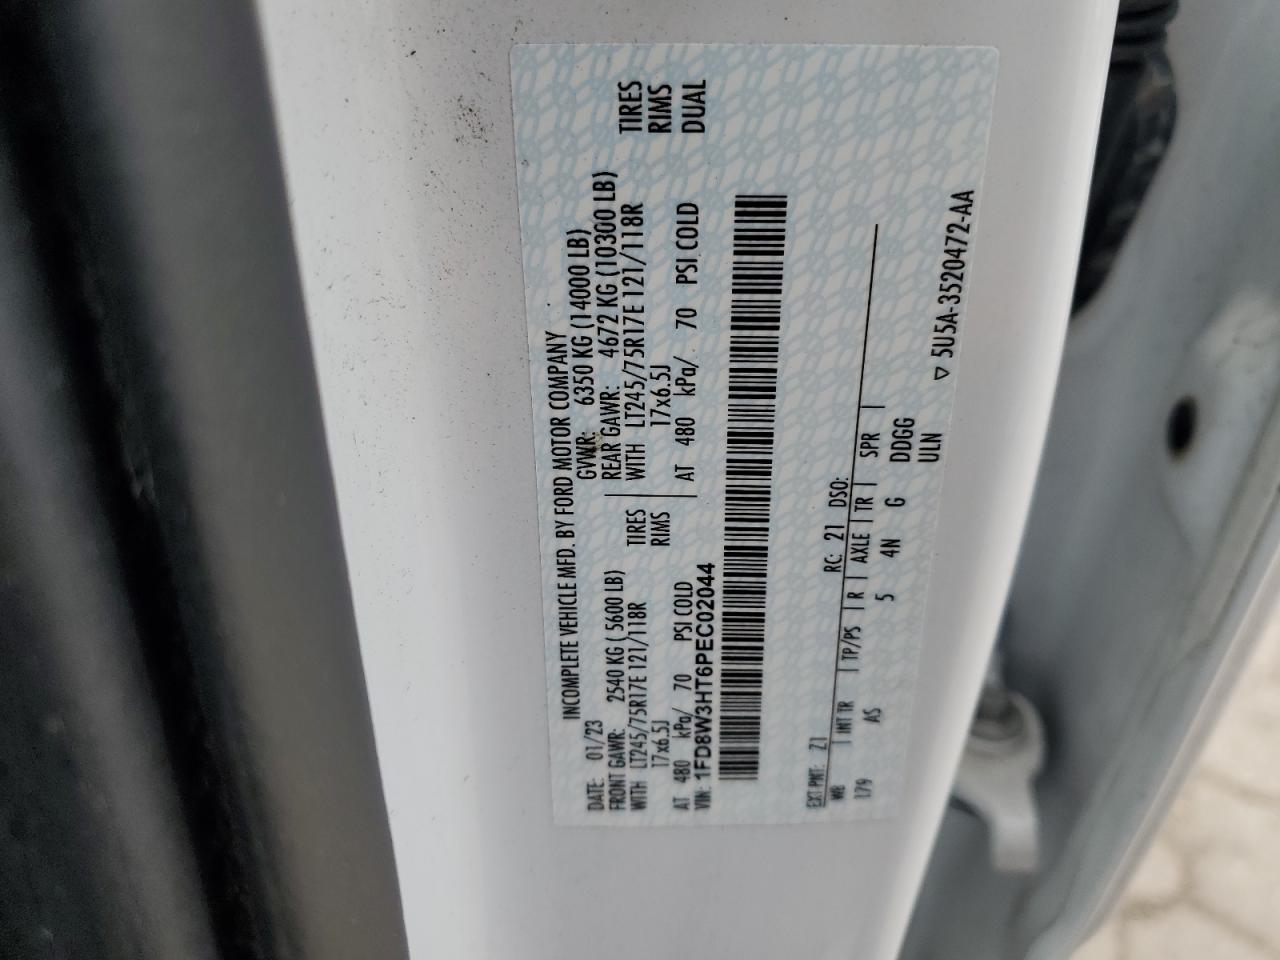 INCOMPLETE VEHICLE MFD. BY FORD MOTOR COMPANY
DATE: 01/23 GVWR: 6350 KG (14000 LB)
FRONT GAWR: 2540 KG ( 5600 LB) REAR GAWR: 4672 KG (10300 LB)
WITH LT245/75R17E 121/118R TIRES WITH LT245/75R17E 121/118R TIRES
17x6.5J RIMS 17x6.5J RIMS
AT 480 kPa/ 70 PSI COLD AT 480 kPa/ 70 PSI COLD DUAL
VIN: 1FD8W3HT6PEC02044
EXT PNT: Z1 RC: 21 DSO:
WB INT TR TP/PS R AXLE TR SPR
179 AS 5 4N G DDGG
ULN
▽ 5U5A-3520472-AA